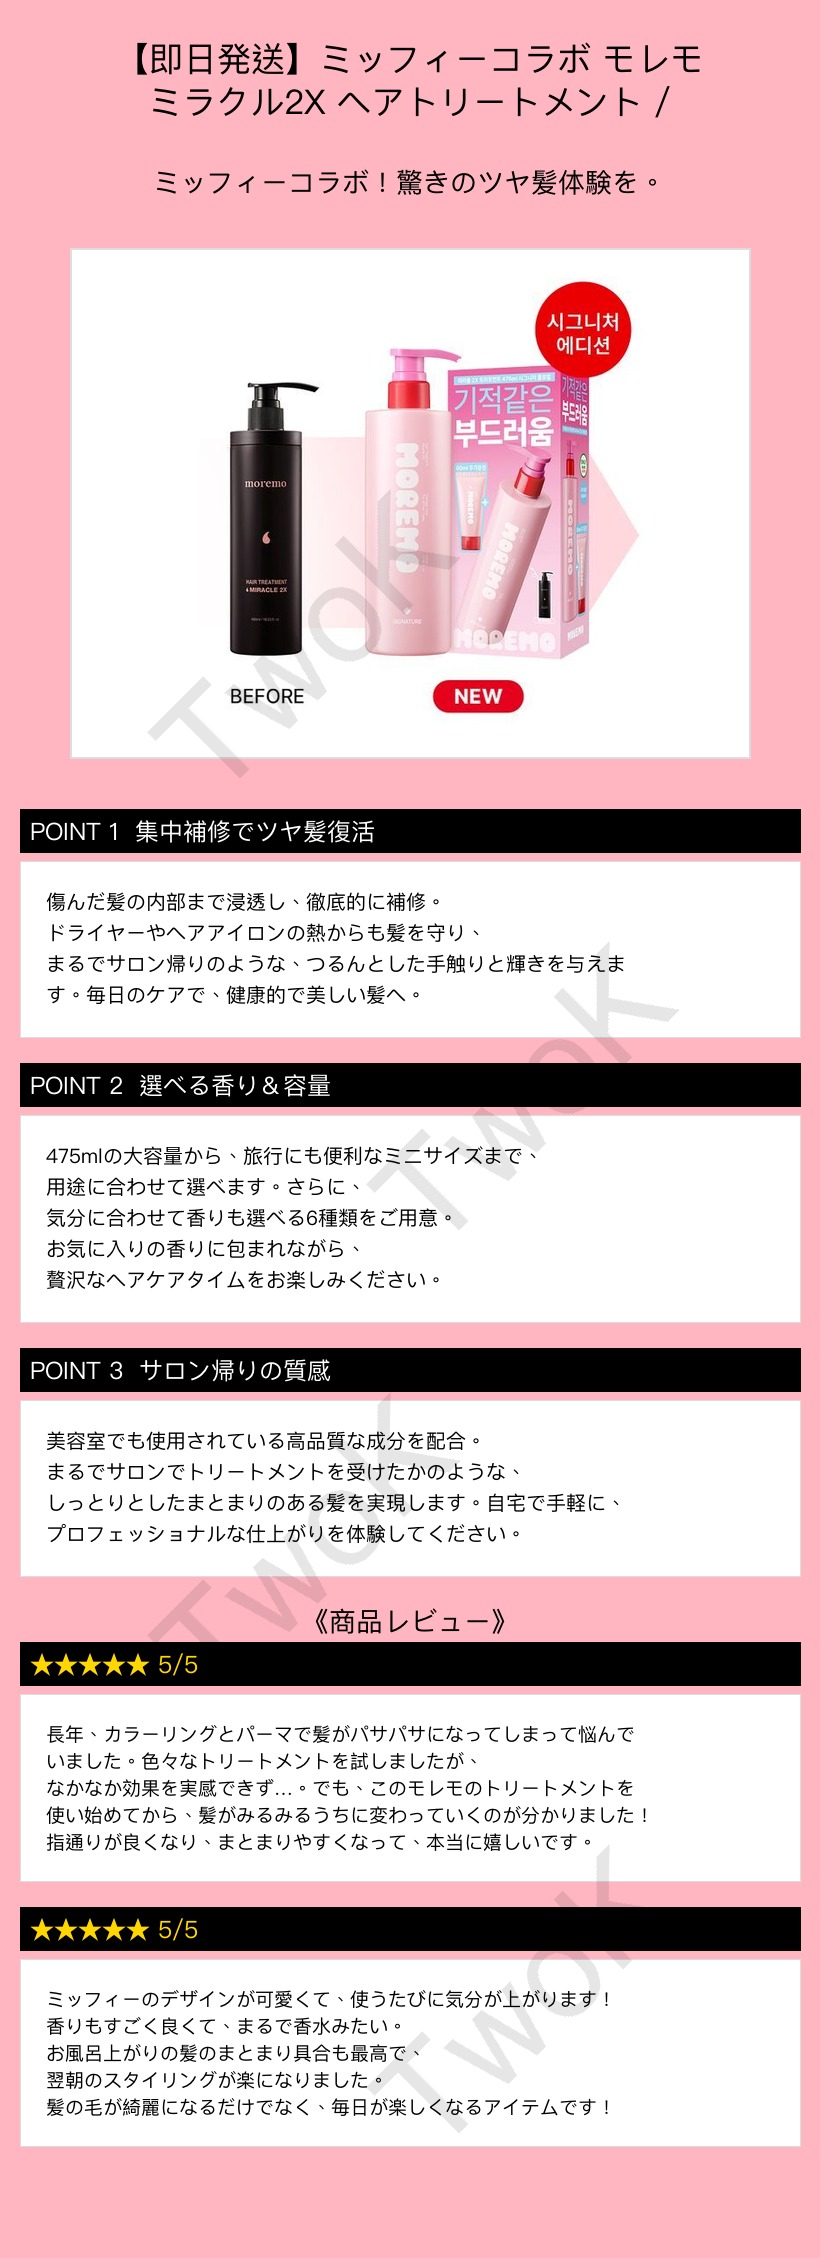 【即日発送】ミッフィーコラボ モレモ
ミラクル2X ヘアトリートメント /
ミッフィーコラボ！驚きのツヤ髪体験を。
시그니처
에디션
기적같은
부드러움
기적같은
부드러움
moremo
HAIR TREATMENT
MIRACLE 2X
MOREMO
SIGNATURE
MOREMO
MOREMO
MOREMO
MOREMO
MOREMO
MOREMO
BEFORE
NEW
POINT 1 集中補修でツヤ髪復活
傷んだ髪の内部まで浸透し、徹底的に補修。
ドライヤーやヘアアイロンの熱からも髪を守り、
まるでサロン帰りのような、つるんとした手触りと輝きを与えま
す。毎日のケアで、健康的で美しい髪へ。
POINT 2 選べる香り＆容量
475mlの大容量から、旅行にも便利なミニサイズまで、
用途に合わせて選べます。さらに、
気分に合わせて香りも選べる6種類をご用意。
お気に入りの香りに包まれながら、
贅沢なヘアケアタイムをお楽しみください。
POINT 3 サロン帰りの質感
美容室でも使用されている高品質な成分を配合。
まるでサロンでトリートメントを受けたかのような、
しっとりとしたまとまりのある髪を実現します。自宅で手軽に、
プロフェッショナルな仕上がりを体験してください。
《商品レビュー》
★★★★★ 5/5
長年、カラーリングとパーマで髪がパサパサになってしまって悩んで
いました。色々なトリートメントを試しましたが、
なかなか効果を実感できず…。でも、このモレモのトリートメントを
使い始めてから、髪がみるみるうちに変わっていくのが分かりました！
指通りが良くなり、まとまりやすくなって、本当に嬉しいです。
★★★★★ 5/5
ミッフィーのデザインが可愛くて、使うたびに気分が上がります！
香りもすごく良くて、まるで香水みたい。
お風呂上がりの髪のまとまり具合も最高で、
翌朝のスタイリングが楽になりました。
髪の毛が綺麗になるだけでなく、毎日が楽しくなるアイテムです！
TwoK
TwoK
TwoK
TwoK